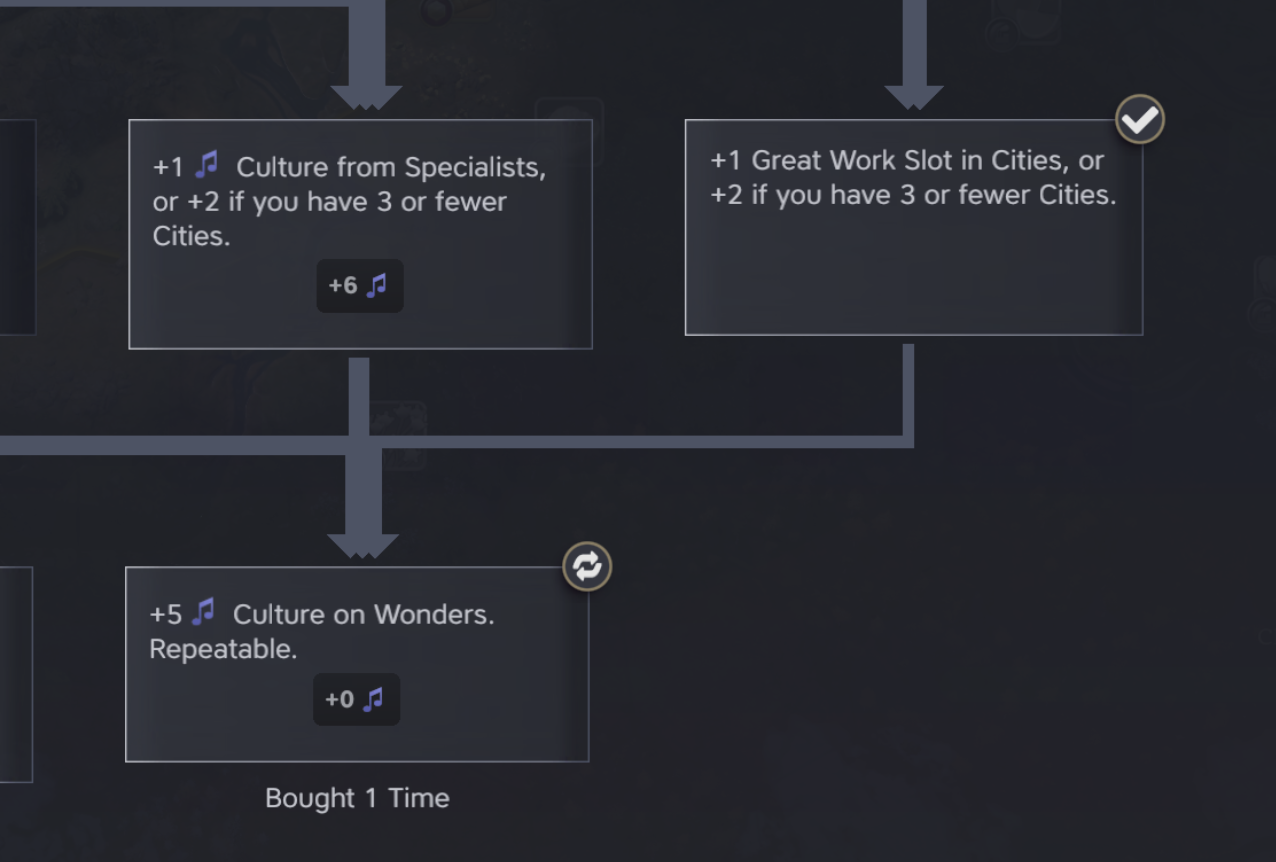 +1 Culture from Specialists,
or +2 if you have 3 or fewer
Cities.
+6
+1 Great Work Slot in Cities, or
+2 if you have 3 or fewer Cities.
+5 Culture on Wonders.
Repeatable.
+0
Bought 1 Time